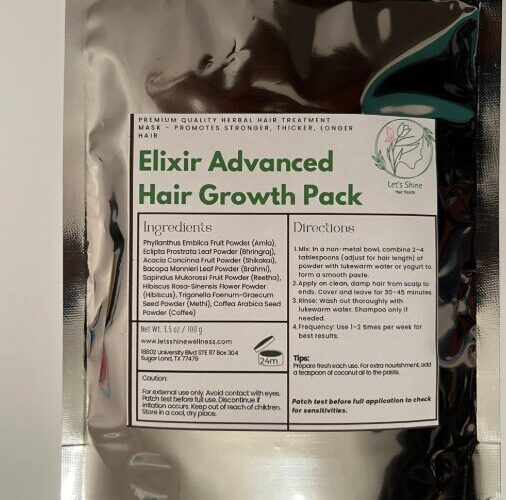 PREMIUM QUALITY HERBAL HAIR TREATMENT
MASK - PROMOTES STRONGER, THICKER, LONGER
HAIR
Elixir Advanced
Hair Growth Pack
Let's Shine
Hair Health
Ingredients
Phyllanthus Emblica Fruit Powder (Amla),
Eclipta Prostrata Leaf Powder (Bhringraj),
Acacia Concinna Fruit Powder (Shikakai),
Bacopa Monnieri Leaf Powder (Brahmi),
Sapindus Mukorossi Fruit Powder (Reetha),
Hibiscus Rosa-Sinensis Flower Powder
(Hibiscus), Trigonella Foenum-Graecum
Seed Powder (Methi), Coffea Arabica Seed
Powder (Coffee)
Net Wt. 3.5 oz / 100 g
www.letsshinewellness.com
18802 University Blvd STE 117 Box 304
Sugar Land, TX 77479
24m
Caution:
For external use only. Avoid contact with eyes.
Patch test before full use. Discontinue if
irritation occurs. Keep out of reach of children.
Store in a cool, dry place.
Directions
1. Mix: In a non-metal bowl, combine 2-4
tablespoons (adjust for hair length) of
powder with lukewarm water or yogurt to
form a smooth paste.
2. Apply on clean, damp hair from scalp to
ends. Cover and leave for 30-45 minutes.
3. Rinse: Wash out thoroughly with
lukewarm water. Shampoo only if
needed.
4. Frequency: Use 1-2 times per week for
best results.
Tips:
Prepare fresh each use. For extra nourishment, add
a teaspoon of coconut oil to the paste.
Patch test before full application to check
for sensitivities.